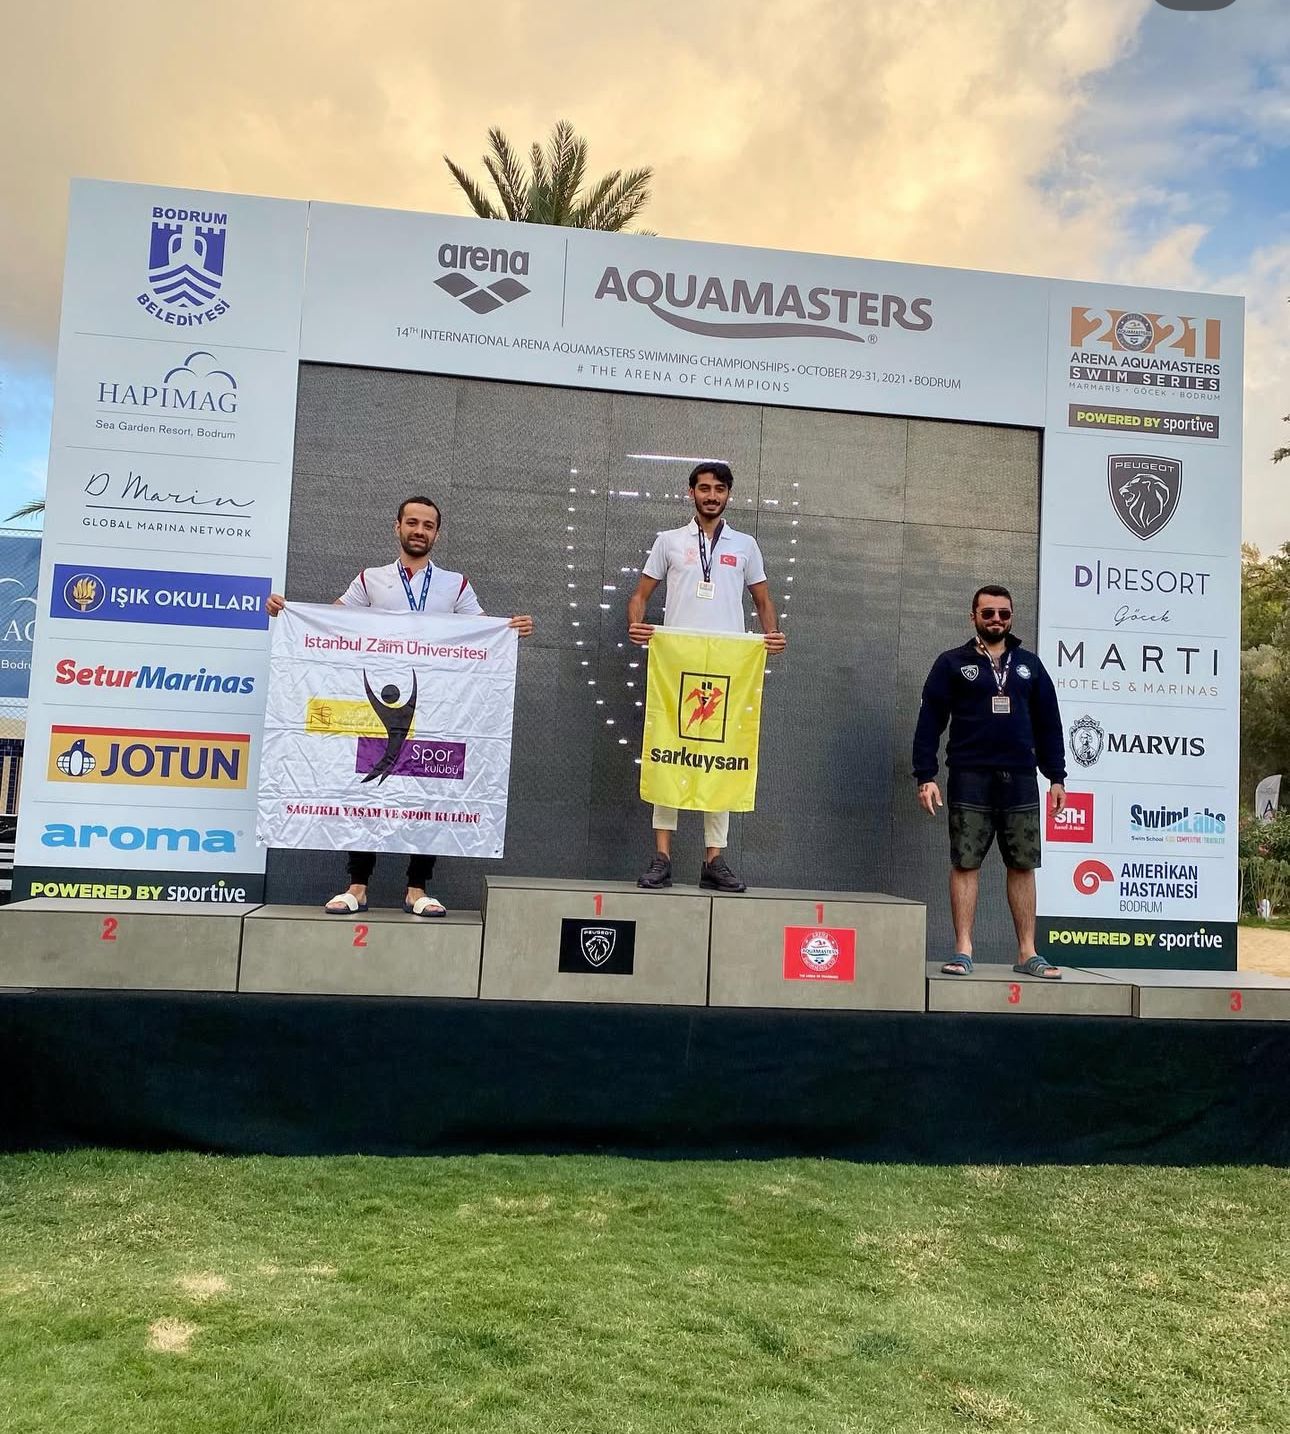 BODRUM
BELEDİYESİ
HAPIMAG
Sea Garden Resort, Bodrum
D Marin
GLOBAL MARINA NETWORK
IŞIK OKULLARI
SeturMarinas
JOTUN
aroma
POWERED BY sportive
arena
AQUAMASTERS®
14TH INTERNATIONAL ARENA AQUAMASTERS SWIMMING CHAMPIONSHIPS • OCTOBER 29-31, 2021 • BODRUM
# THE ARENA OF CHAMPIONS
2021
ARENA AQUAMASTERS
SWIM SERIES
MARMARİS • GÖCEK • BODRUM
POWERED BY sportive
PEUGEOT
D RESORT
Göcek
MARTI
HOTELS & MARINAS
MARVIS
STH
SwimLabs
AMERİKAN
HASTANESİ
BODRUM
POWERED BY sportive
İstanbul Zaim Üniversitesi
Spor
kulübü
SAĞLIKLI YAŞAM VE SPOR KULÜBÜ
sarkuysan
2
2
1
PEUGEOT
1
AQUAMASTERS
3
3